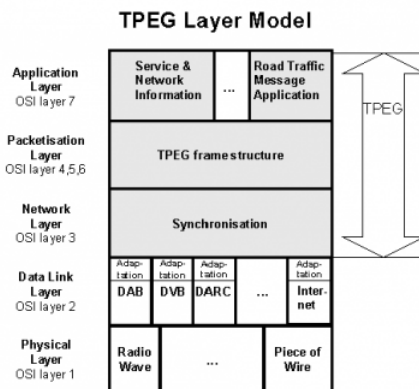 TPEG Layer Model
Application
Layer
OSI layer 7
Service &
Network
Information
...
Road Traffic
Message
Application
TPEG
Packetisation
Layer
OSI layer 4,5,6
TPEG frame structure
Network
Layer
OSI layer 3
Synchronisation
Data Link
Layer
OSI layer 2
Adap-
tation
DAB
Adap-
tation
DVB
Adap-
tation
DARC
...
Adap-
tation
Inter-
net
Physical
Layer
OSI layer 1
Radio
Wave
...
Piece of
Wire